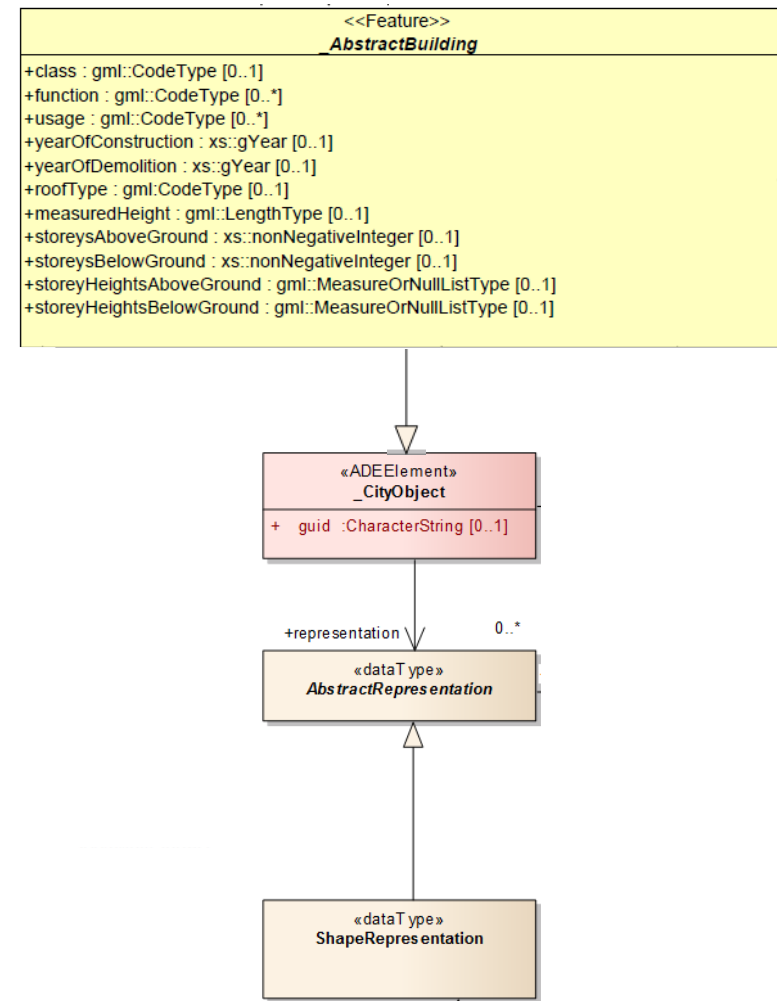 <<Feature>>
_AbstractBuilding
+class : gml::CodeType [0..1]
+function : gml::CodeType [0..*]
+usage : gml::CodeType [0..*]
+yearOfConstruction : xs::gYear [0..1]
+yearOfDemolition : xs::gYear [0..1]
+roofType : gml:CodeType [0..1]
+measuredHeight : gml::LengthType [0..1]
+storeysAboveGround : xs::nonNegativeInteger [0..1]
+storeysBelowGround : xs::nonNegativeInteger [0..1]
+storeyHeightsAboveGround : gml::MeasureOrNullListType [0..1]
+storeyHeightsBelowGround : gml::MeasureOrNullListType [0..1]
«ADEElement»
_CityObject
+ guid :CharacterString [0..1]
+representation 0..*
«dataType»
AbstractRepresentation
«dataType»
ShapeRepresentation